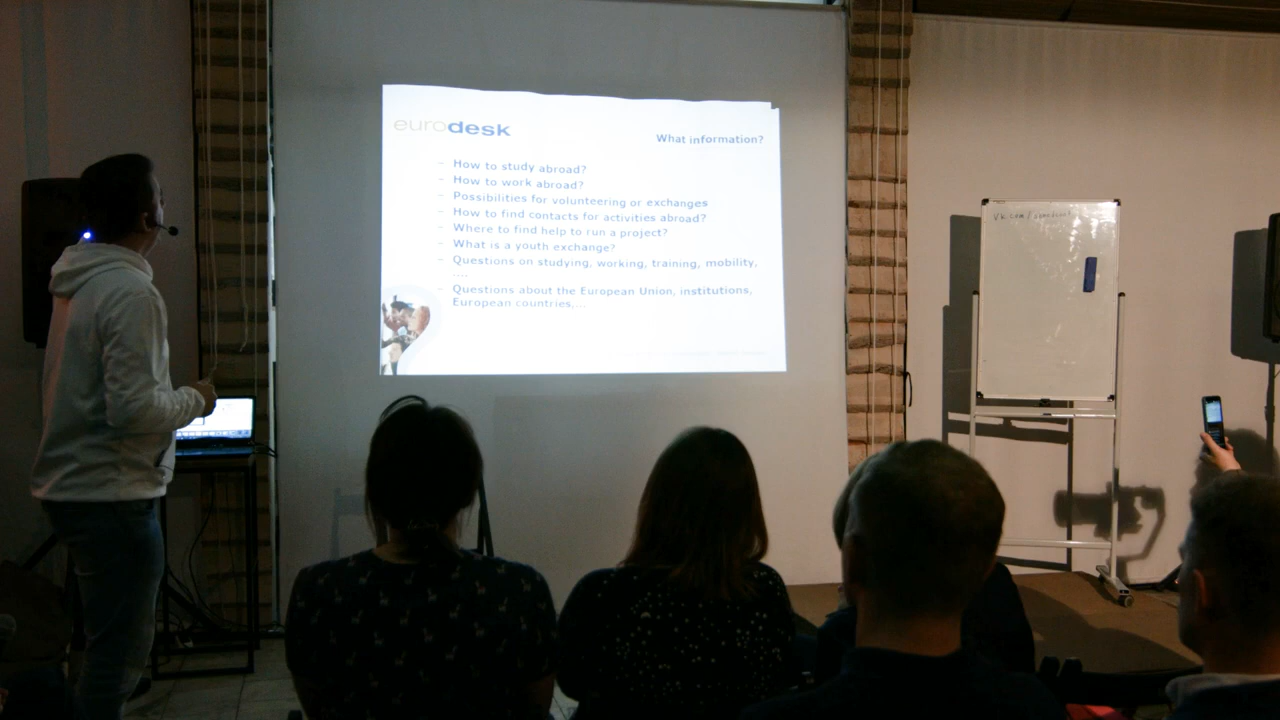 eurodesk
What information?
– How to study abroad?
– How to work abroad?
– Possibilities for volunteering or exchanges
– How to find contacts for activities abroad?
– Where to find help to run a project?
– What is a youth exchange?
– Questions on studying, working, training, mobility,
....
– Questions about the European Union, institutions,
European countries,...
vk.com/